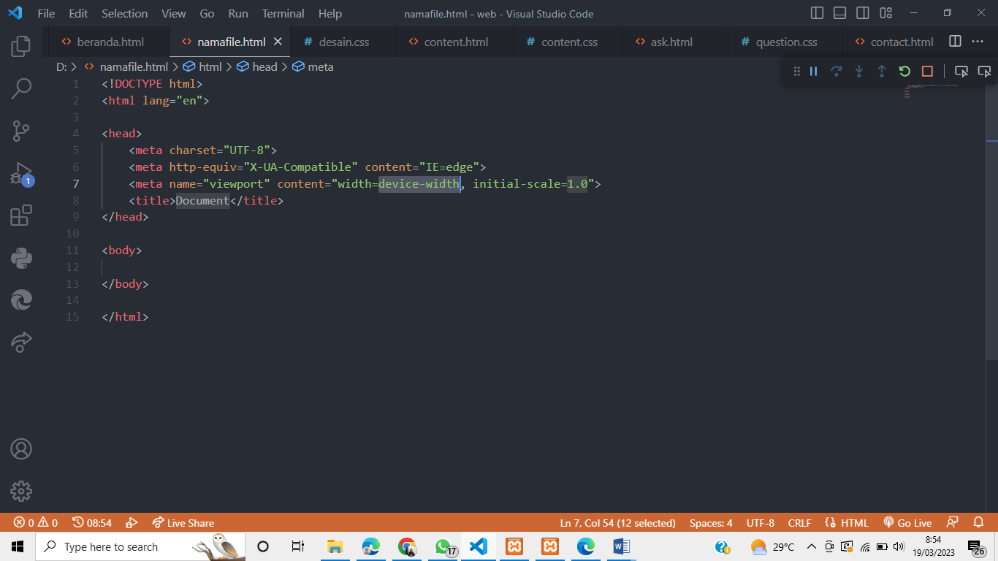 File Edit Selection View Go Run Terminal Help namafile.html - web - Visual Studio Code
beranda.html namafile.html desain.css content.html content.css ask.html question.css contact.html
D: > namafile.html > html > head > meta
1 <!DOCTYPE html>
2 <html lang="en">
3
4 <head>
5 <meta charset="UTF-8">
6 <meta http-equiv="X-UA-Compatible" content="IE=edge">
7 <meta name="viewport" content="width=device-width, initial-scale=1.0">
8 <title>Document</title>
9 </head>
10
11 <body>
12
13 </body>
14
15 </html>
1
0 0 08:54 Live Share Ln 7, Col 54 (12 selected) Spaces: 4 UTF-8 CRLF HTML Go Live
Type here to search 17 29°C 8:54
19/03/2023 26